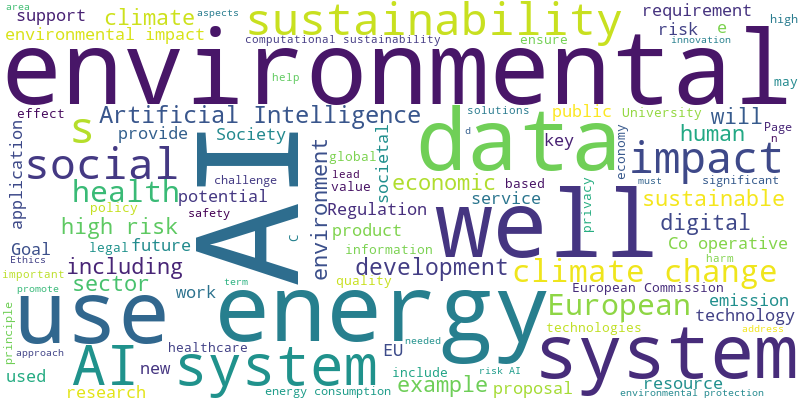 area
support
climate
aspects
sustainability
requirement
high
environmental impact
computational sustainability
ensure
risk
e
innovation
environmental
help
may
effect
s
Artificial Intelligence
solutions
public
University
will
Page
n
application
provide
Society
AI
societal
data
d
key
economy
human
impact
social
global
challenge
lead
value
economic
based
privacy
must
significant
health
potential
environment
service
well
sustainable
policy
safety
Regulation
digital
high risk
product
Goal
legal
future
C
information
Co operative
Ethics
including
development
harm
climate change
important
sector
term
quality
European Commission
promote
work
use
energy
European
emission
principle
technology
technologies
address
approach
AI
new
healthcare
system
needed
EU
system
used
include
risk AI
resource
research
energy consumption
example
proposal
environmental protection